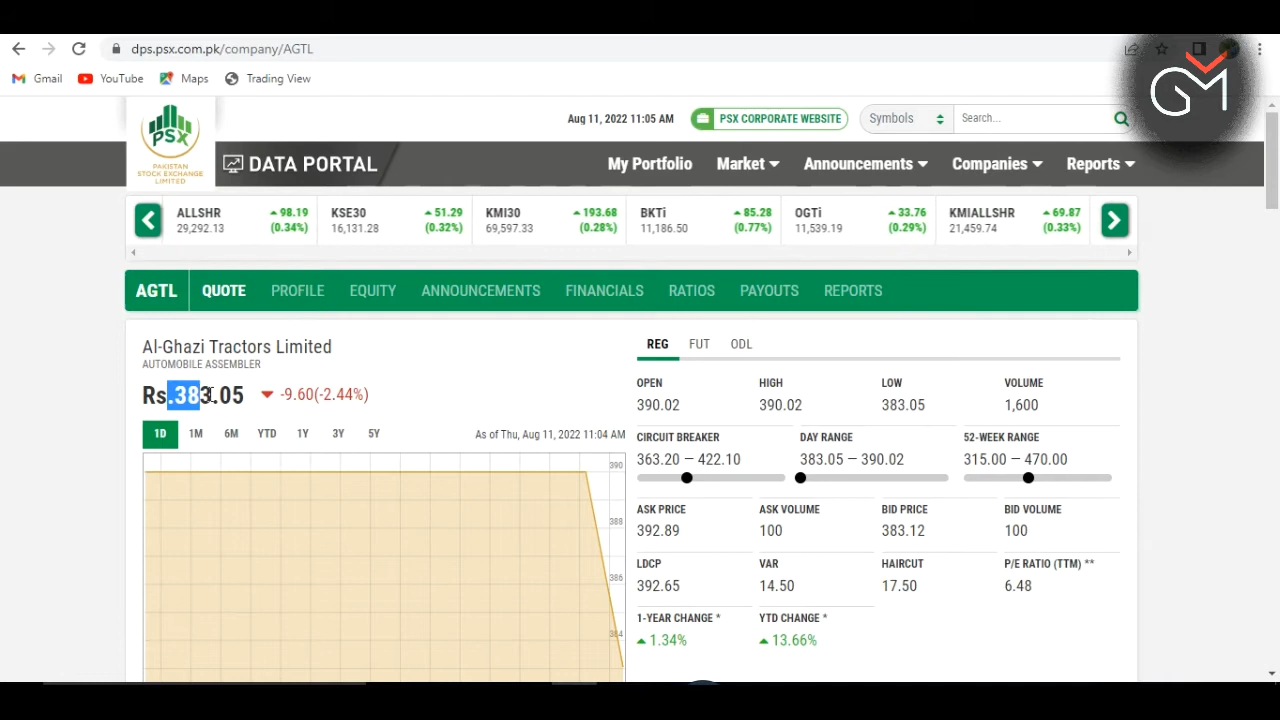 dps.psx.com.pk/company/AGTL
Gmail YouTube Maps Trading View
GM
PSX
PAKISTAN
STOCK EXCHANGE
LIMITED
Aug 11, 2022 11:05 AM PSX CORPORATE WEBSITE Symbols Search...
DATA PORTAL My Portfolio Market Announcements Companies Reports
ALLSHR 98.19 KSE30 51.29 KMI30 193.68 BKTi 85.28 OGTi 33.76 KMIALLSHR 69.87
29,292.13 (0.34%) 16,131.28 (0.32%) 69,597.33 (0.28%) 11,186.50 (0.77%) 11,539.19 (0.29%) 21,459.74 (0.33%)
AGTL QUOTE PROFILE EQUITY ANNOUNCEMENTS FINANCIALS RATIOS PAYOUTS REPORTS
Al-Ghazi Tractors Limited
AUTOMOBILE ASSEMBLER
Rs.383.05 -9.60(-2.44%)
1D 1M 6M YTD 1Y 3Y 5Y As of Thu, Aug 11, 2022 11:04 AM
390
388
386
384
REG FUT ODL
OPEN HIGH LOW VOLUME
390.02 390.02 383.05 1,600
CIRCUIT BREAKER DAY RANGE 52-WEEK RANGE
363.20 — 422.10 383.05 — 390.02 315.00 — 470.00
ASK PRICE ASK VOLUME BID PRICE BID VOLUME
392.89 100 383.12 100
LDCP VAR HAIRCUT P/E RATIO (TTM) **
392.65 14.50 17.50 6.48
1-YEAR CHANGE * YTD CHANGE *
1.34% 13.66%